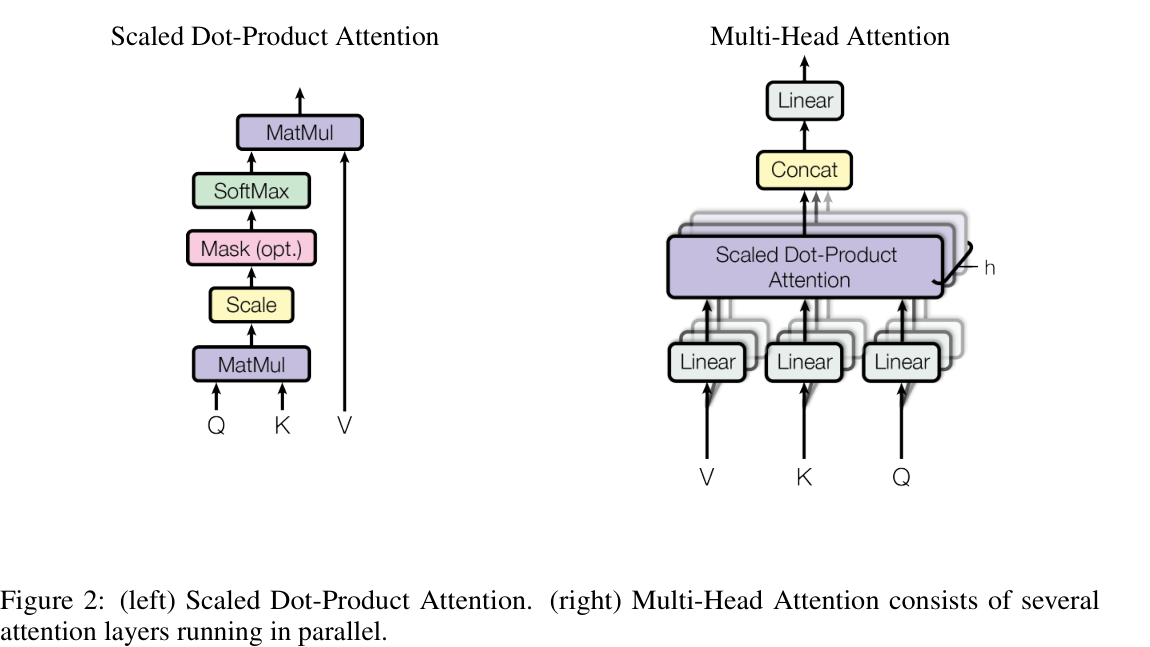 Scaled Dot-Product Attention
MatMul
SoftMax
Mask (opt.)
Scale
MatMul
Q K V
Multi-Head Attention
Linear
Concat
Scaled Dot-Product
Attention
h
Linear Linear Linear
V K Q
Figure 2: (left) Scaled Dot-Product Attention. (right) Multi-Head Attention consists of several
attention layers running in parallel.